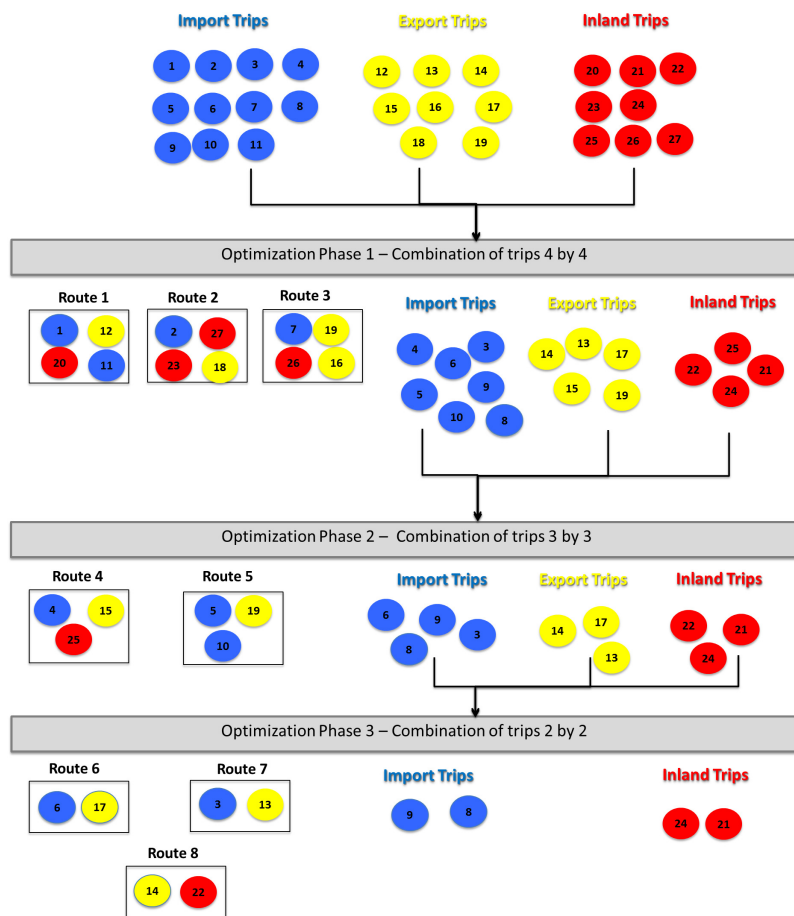 Import Trips Export Trips Inland Trips
1 2 3 4 12 13 14 20 21 22
5 6 7 8 15 16 17 23 24
9 10 11 18 19 25 26 27
Optimization Phase 1 – Combination of trips 4 by 4
Route 1 Route 2 Route 3
1 12 2 27 7 19
20 11 23 18 26 16
Import Trips Export Trips Inland Trips
4 6 3 14 13 17 25
5 9 15 19 22 21
10 8 24
Optimization Phase 2 – Combination of trips 3 by 3
Route 4 Route 5
4 15 5 19
25 10
Import Trips Export Trips Inland Trips
6 9 3 14 17 22 21
8 13 24
Optimization Phase 3 – Combination of trips 2 by 2
Route 6 Route 7
6 17 3 13
Import Trips Inland Trips
9 8 24 21
Route 8
14 22